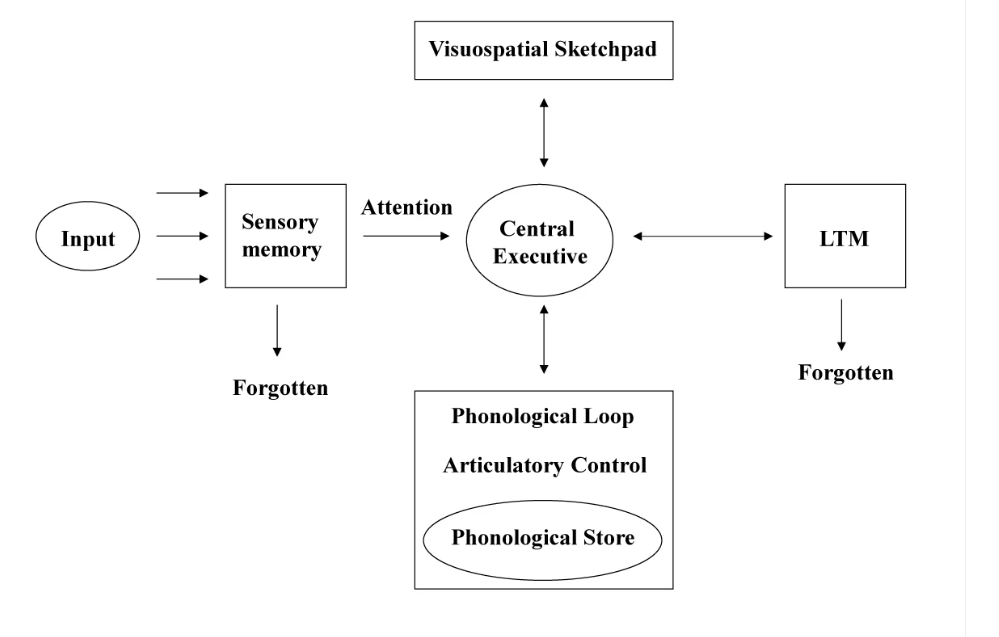 Visuospatial Sketchpad
Input
Sensory
memory
Attention
Central
Executive
LTM
Forgotten
Forgotten
Phonological Loop
Articulatory Control
Phonological Store